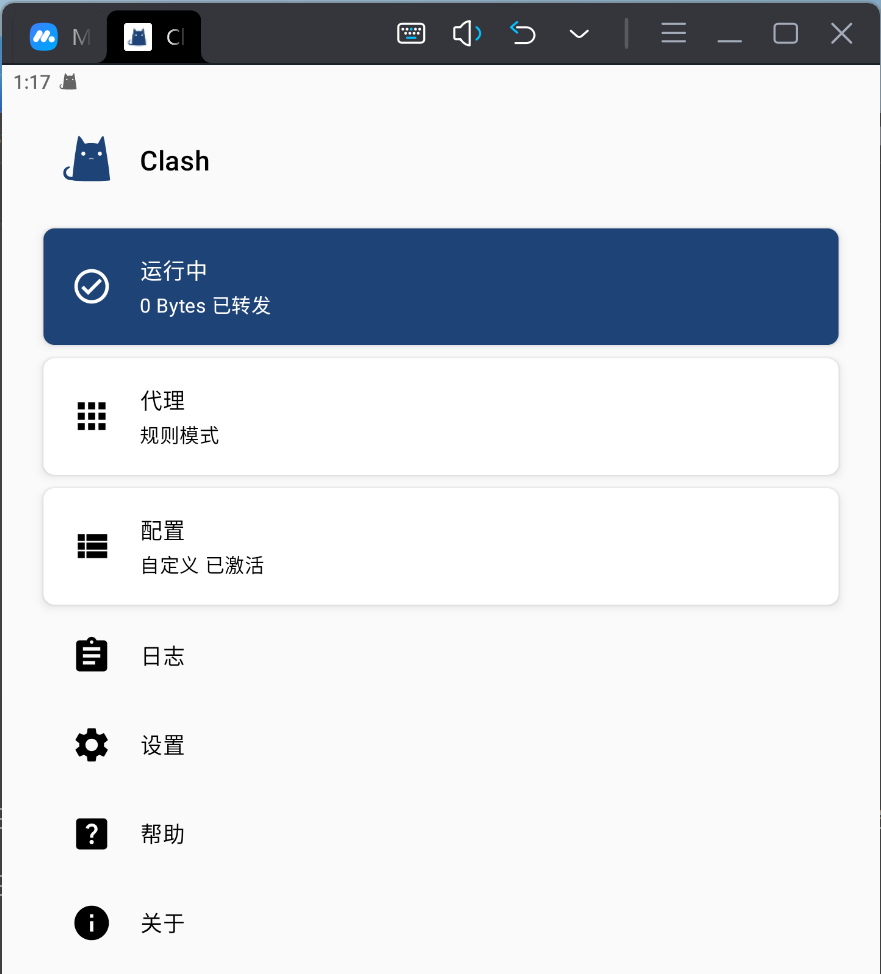 M
Cl
1:17
Clash
运行中
0 Bytes 已转发
代理
规则模式
配置
自定义 已激活
日志
设置
帮助
关于